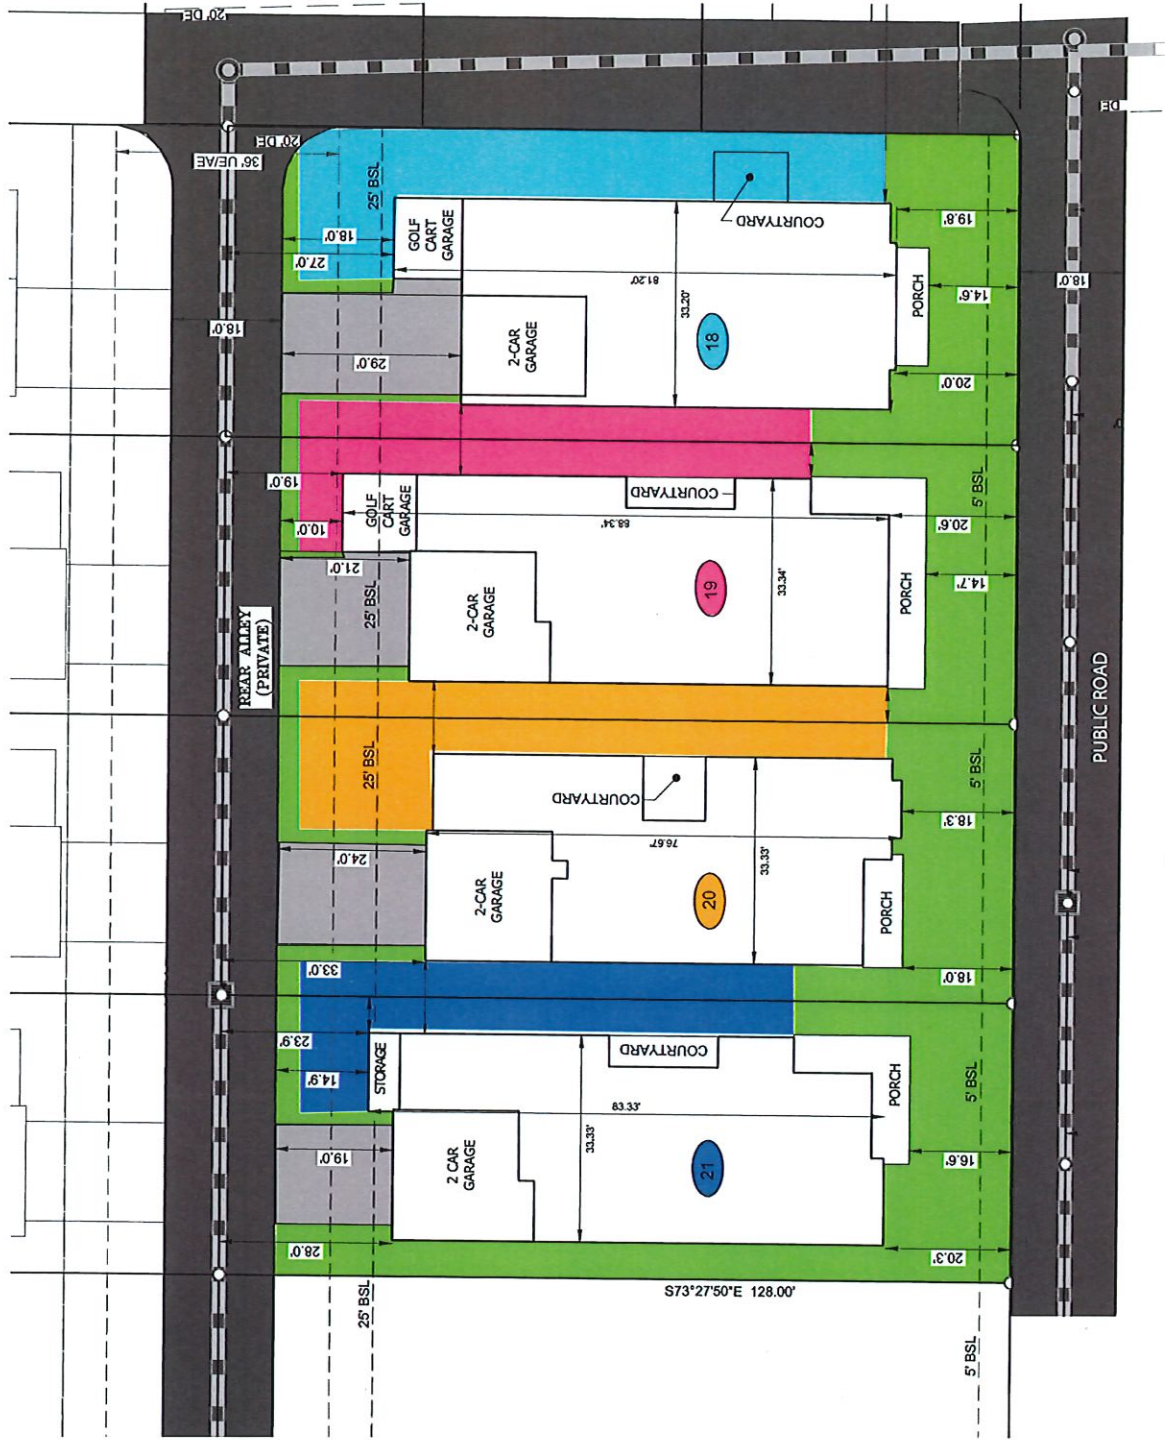 20' DE
DE
20' DE
36' UE/AE
25' BSL
18.0'
27.0'
GOLF
CART
GARAGE
COURTYARD
19.8'
81.20'
33.20'
PORCH
14.6'
18.0'
18.0'
29.0'
2-CAR
GARAGE
18
20.0'
19.0'
10.0'
GOLF
CART
GARAGE
COURTYARD
5' BSL
88.34'
20.6'
21.0'
25' BSL
2-CAR
GARAGE
19
33.34'
PORCH
14.7'
REAR ALLEY
(PRIVATE)
PUBLIC ROAD
25' BSL
COURTYARD
5' BSL
18.3'
24.0'
76.67'
33.33'
2-CAR
GARAGE
20
PORCH
33.0'
18.0'
23.9'
14.9'
STORAGE
COURTYARD
PORCH
5' BSL
83.33'
33.33'
19.0'
2 CAR
GARAGE
21
16.6'
28.0'
20.3'
S73°27'50"E 128.00'
25' BSL
5' BSL